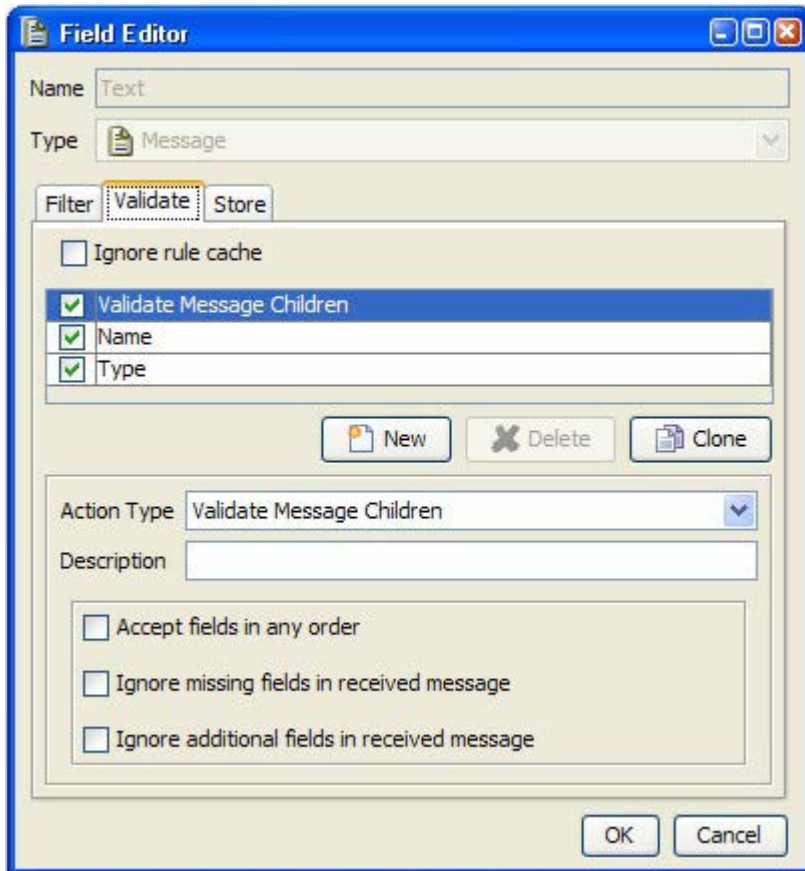 Field Editor
Name Text
Type Message
Filter Validate Store
Ignore rule cache
Validate Message Children
Name
Type
New Delete Clone
Action Type Validate Message Children
Description
Accept fields in any order
Ignore missing fields in received message
Ignore additional fields in received message
OK Cancel